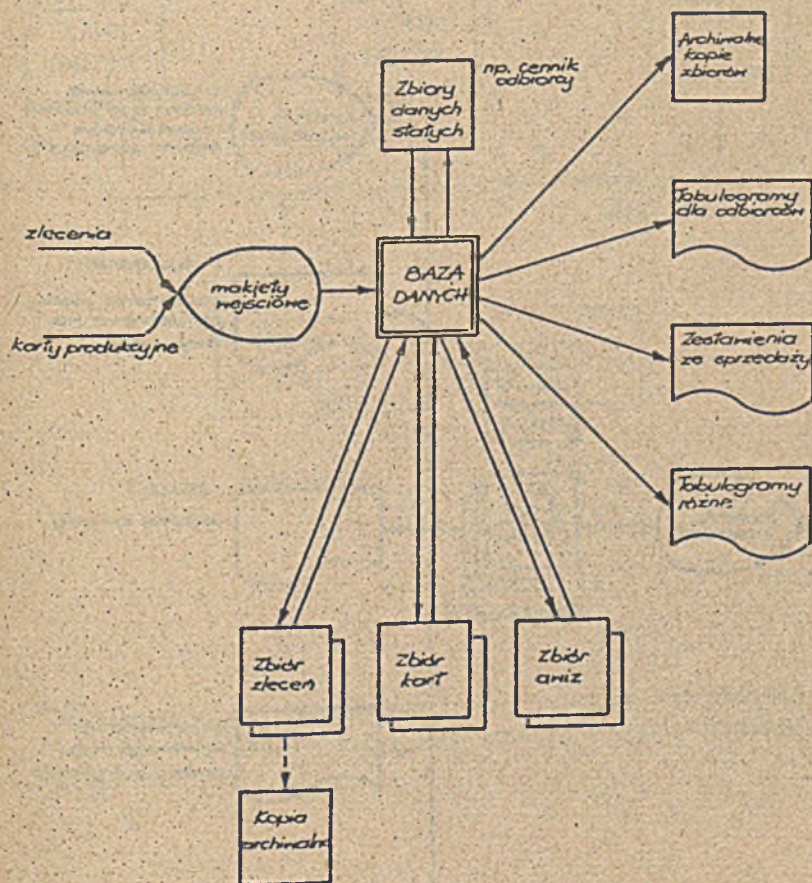 Archiwalne
kopie
zbiorów
np. cennik
odbiorcy
Zbiory
danych
stałych
Tabulogramy
dla odbiorców
zlecenia
makiety
wejściowe
BAZA
DANYCH
karty produkcyjne
Zestawienia
ze sprzedaży
Tabulogramy
różne
Zbiór
zleceń
Zbiór
kart
Zbiór
awiz
Kopia
archiwalna